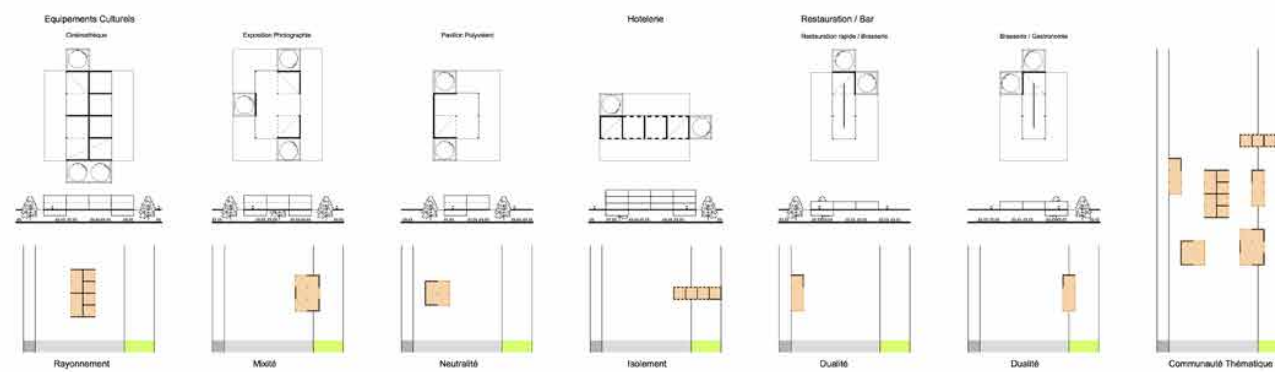 Equipements Culturels
Hotelerie
Restauration / Bar
Cinémathèque
Exposition Photographie
Pavillon Polyvalent
Restauration rapide / Brasserie
Brasserie / Gastronomie
Rayonnement
Mixité
Neutralité
Isolement
Dualité
Dualité
Communauté Thématique